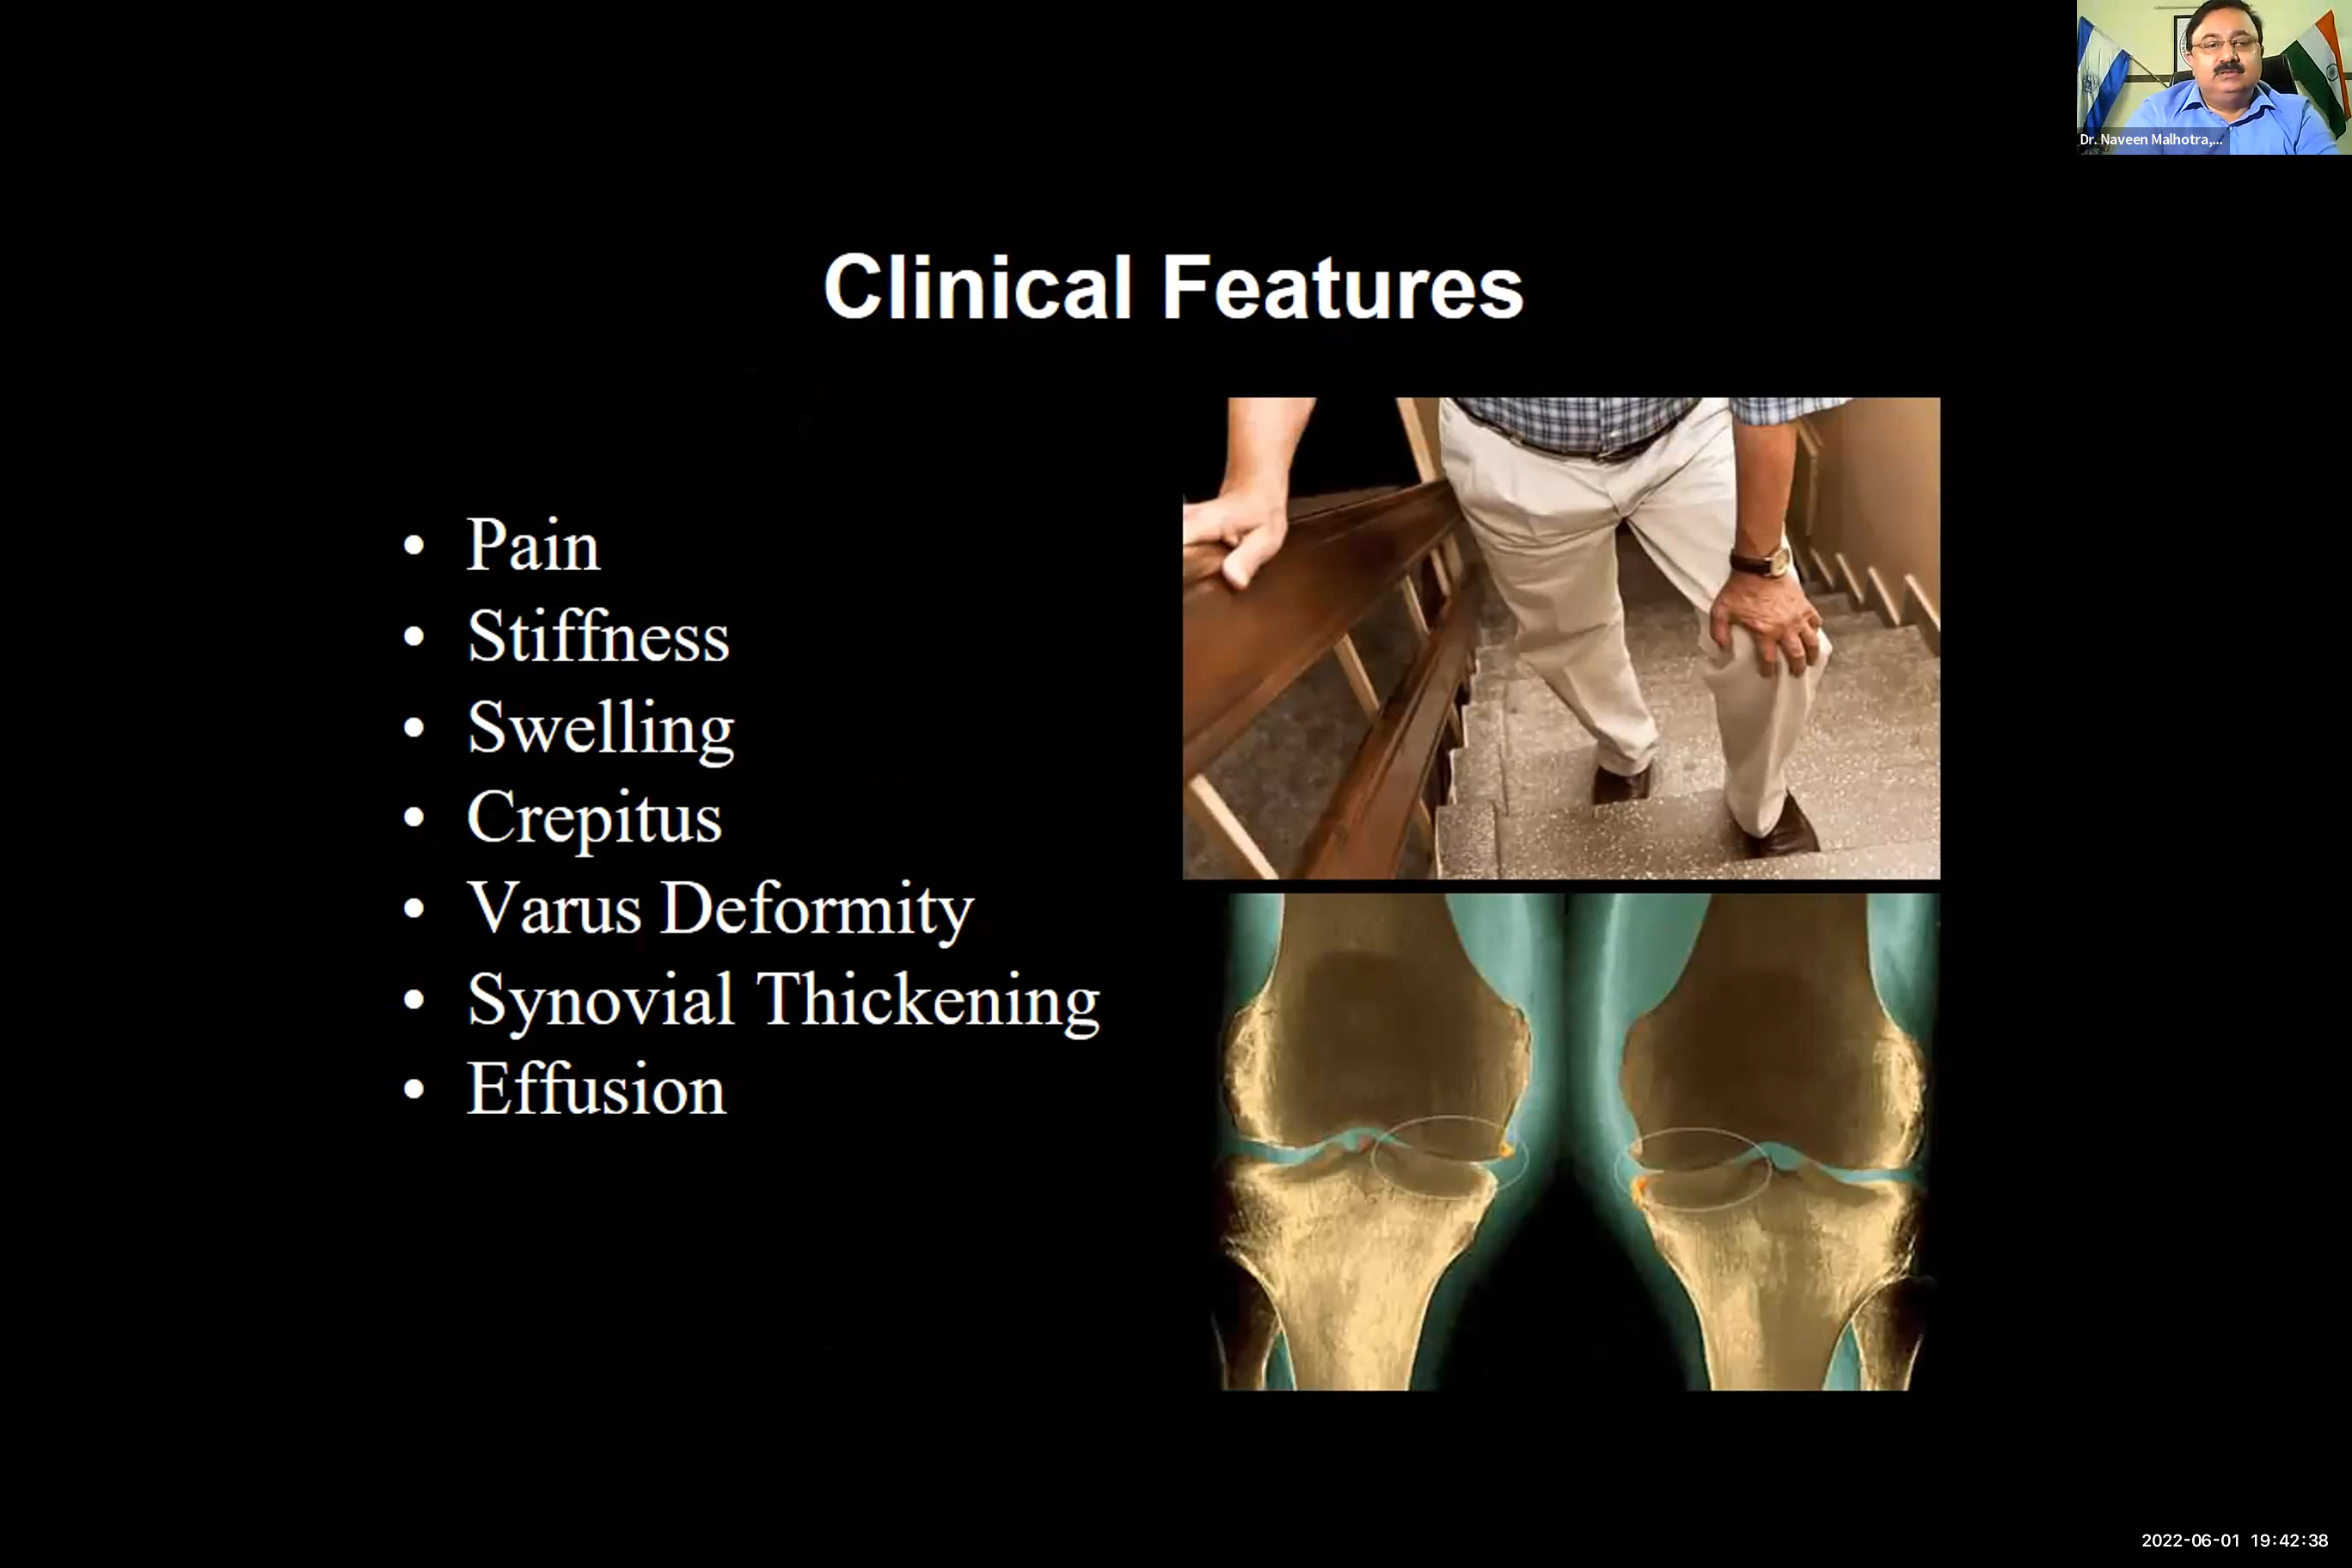 Dr. Naveen Malhotra,...
Clinical Features
• Pain
• Stiffness
• Swelling
• Crepitus
• Varus Deformity
• Synovial Thickening
• Effusion
2022-06-01 19:42:38